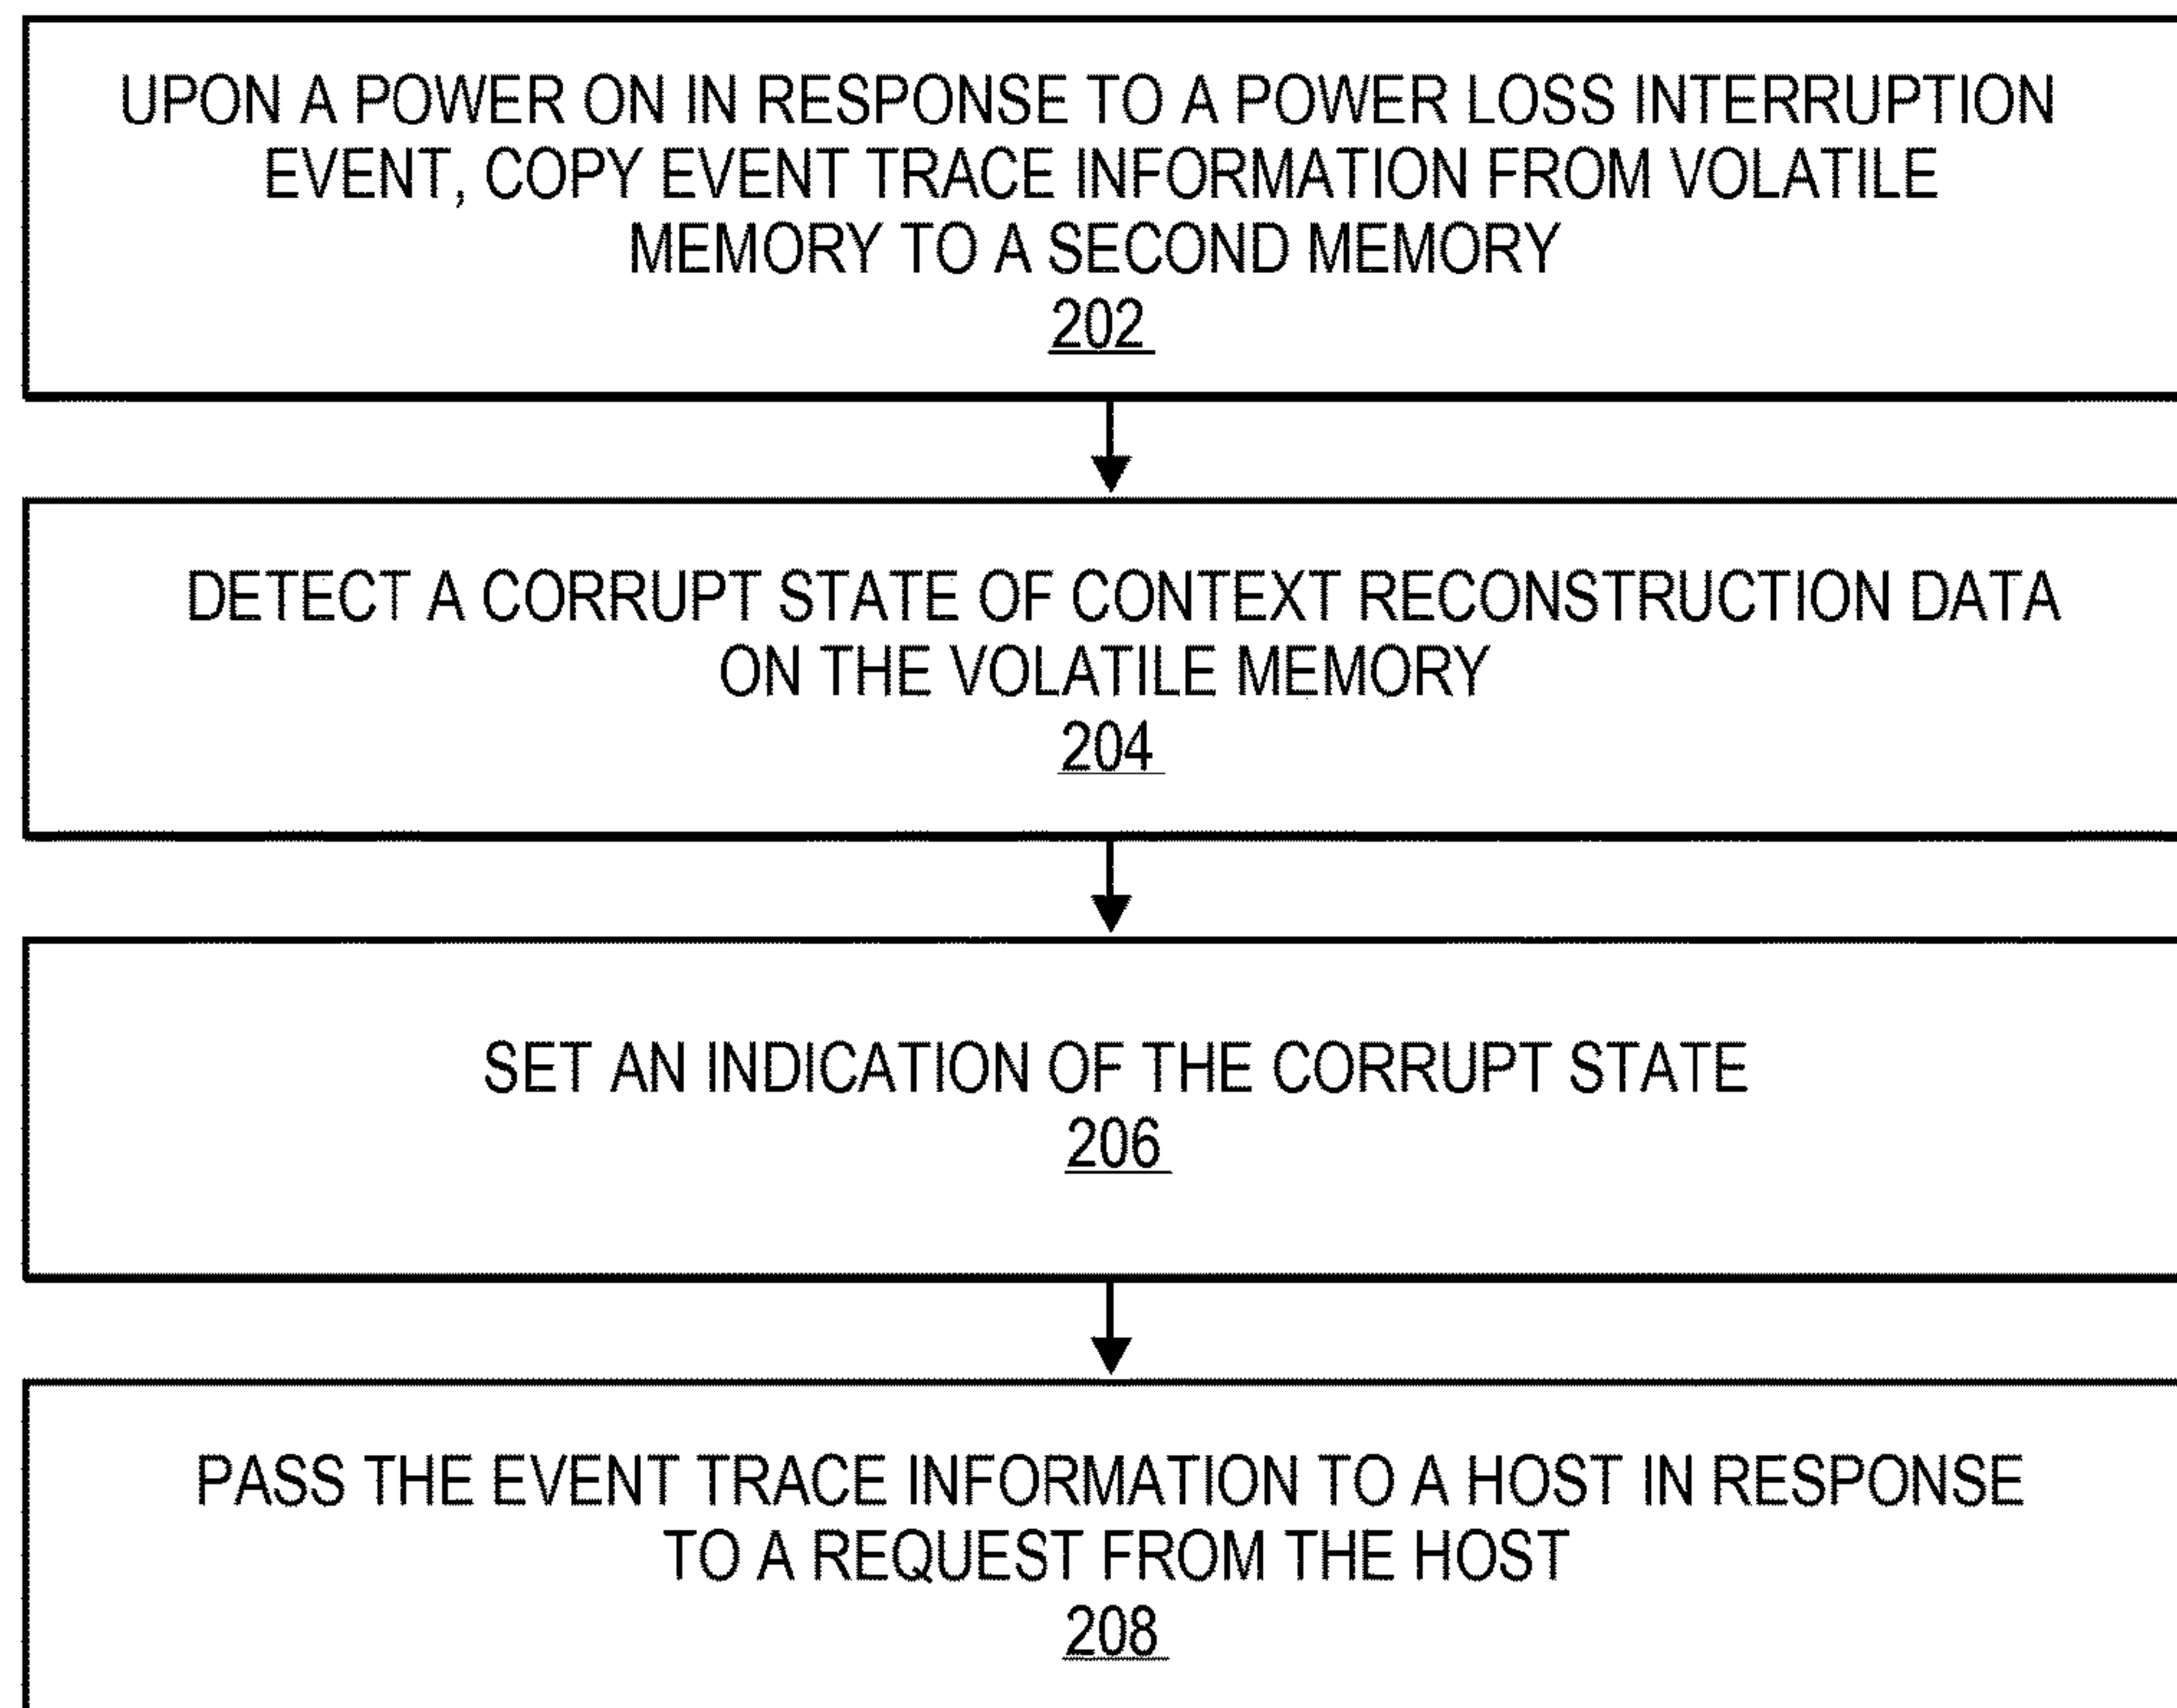 UPON A POWER ON IN RESPONSE TO A POWER LOSS INTERRUPTION
EVENT, COPY EVENT TRACE INFORMATION FROM VOLATILE
MEMORY TO A SECOND MEMORY
202
DETECT A CORRUPT STATE OF CONTEXT RECONSTRUCTION DATA
ON THE VOLATILE MEMORY
204
SET AN INDICATION OF THE CORRUPT STATE
206
PASS THE EVENT TRACE INFORMATION TO A HOST IN RESPONSE
TO A REQUEST FROM THE HOST
208